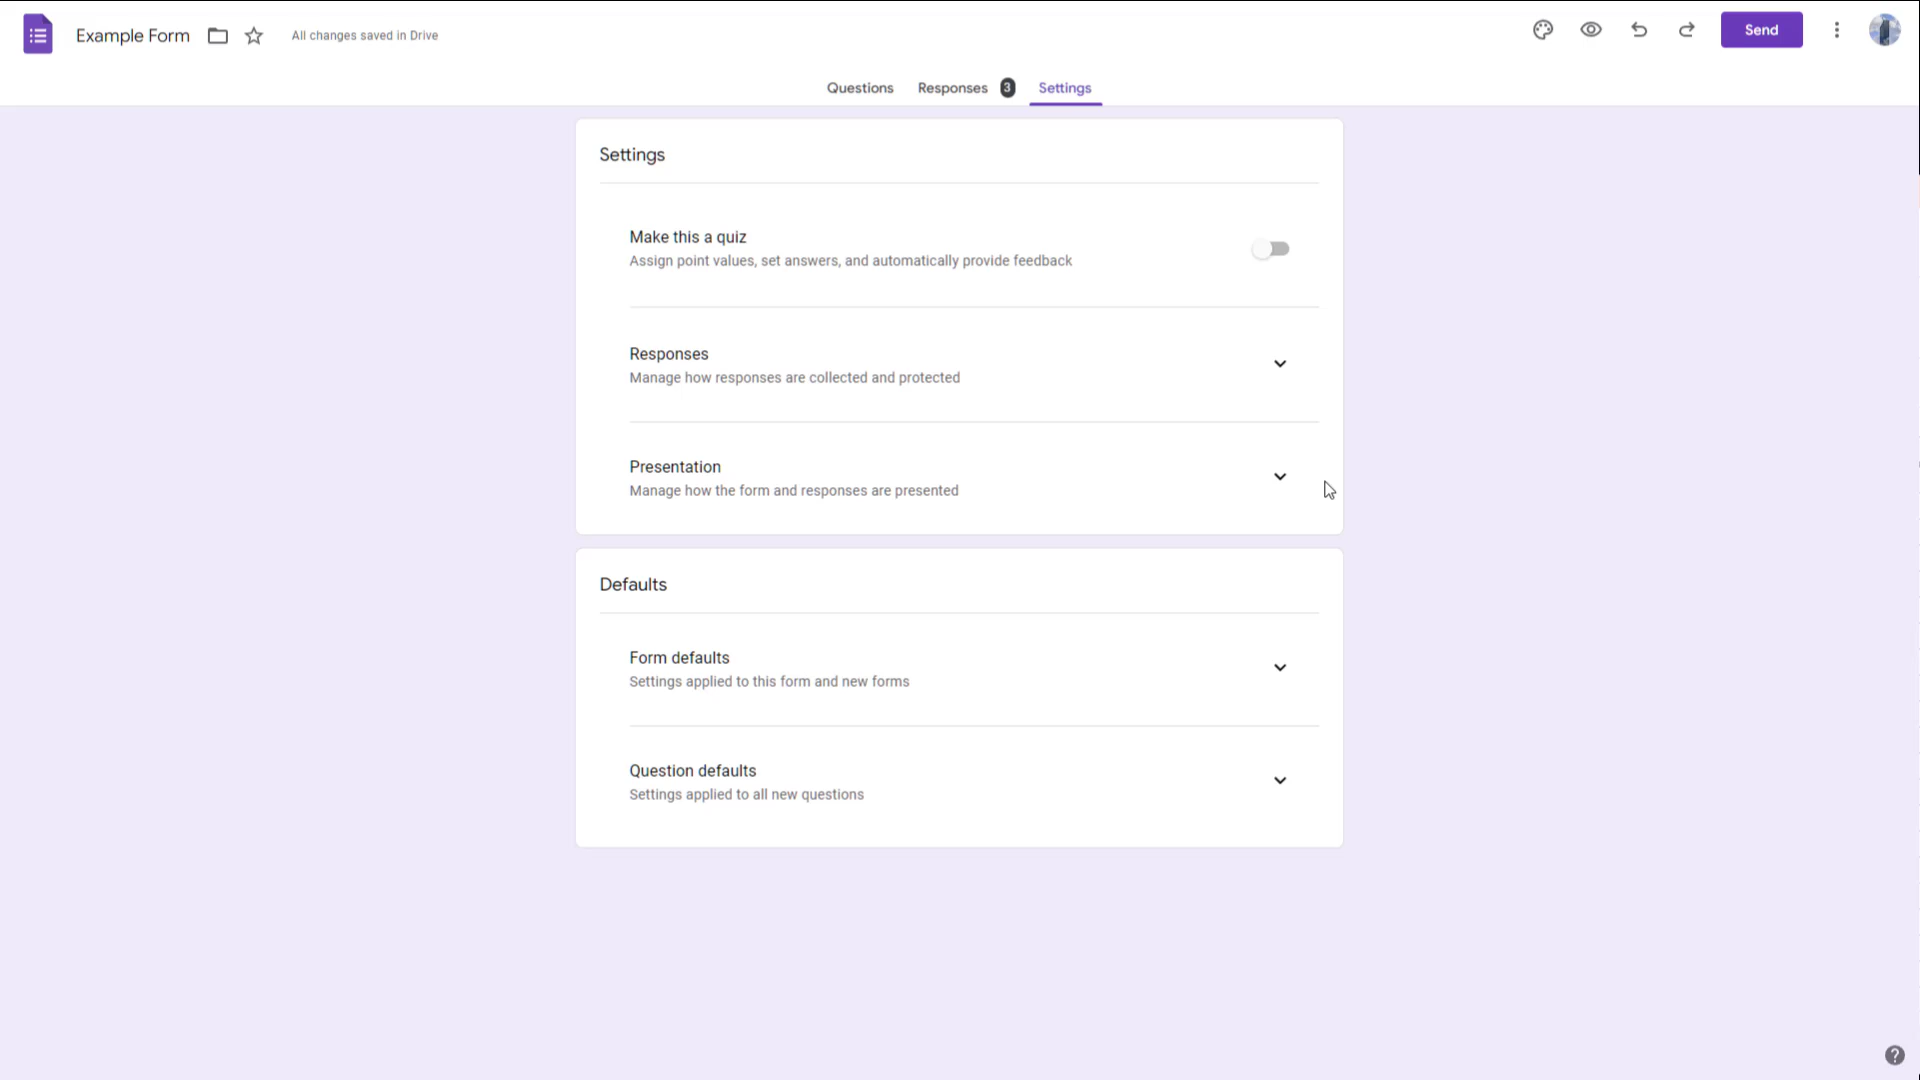 Example Form
All changes saved in Drive
Send
Questions
Responses 3
Settings
Settings
Make this a quiz
Assign point values, set answers, and automatically provide feedback
Responses
Manage how responses are collected and protected
Presentation
Manage how the form and responses are presented
Defaults
Form defaults
Settings applied to this form and new forms
Question defaults
Settings applied to all new questions
?